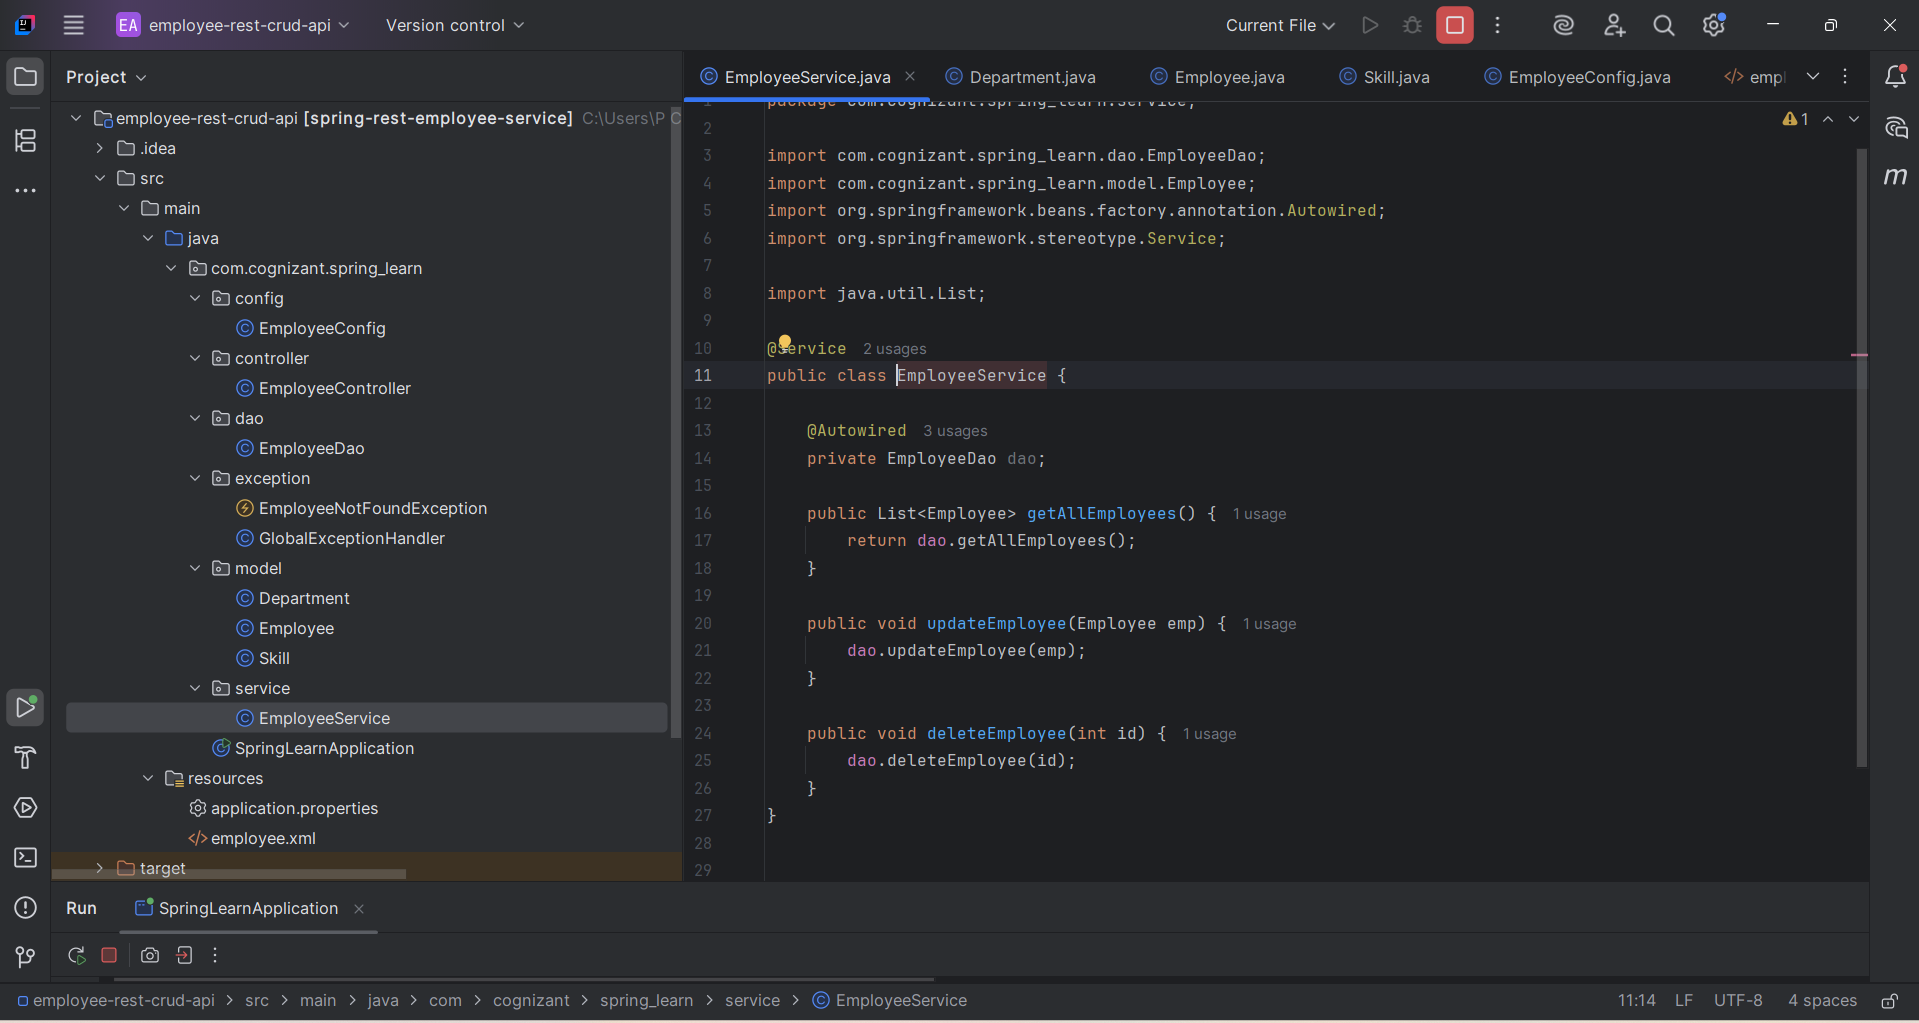 EA employee-rest-crud-api Version control Current File
Project
employee-rest-crud-api [spring-rest-employee-service] C:\Users\P C
.idea
src
main
java
com.cognizant.spring_learn
config
EmployeeConfig
controller
EmployeeController
dao
EmployeeDao
exception
EmployeeNotFoundException
GlobalExceptionHandler
model
Department
Employee
Skill
service
EmployeeService
SpringLearnApplication
resources
application.properties
</> employee.xml
target
EmployeeService.java Department.java Employee.java Skill.java EmployeeConfig.java </> empl
1 package com.cognizant.spring_learn.service;
1
2
3 import com.cognizant.spring_learn.dao.EmployeeDao;
4 import com.cognizant.spring_learn.model.Employee;
5 import org.springframework.beans.factory.annotation.Autowired;
6 import org.springframework.stereotype.Service;
7
8 import java.util.List;
9
10 @Service 2 usages
11 public class EmployeeService {
12
13 @Autowired 3 usages
14 private EmployeeDao dao;
15
16 public List<Employee> getAllEmployees() { 1 usage
17 return dao.getAllEmployees();
18 }
19
20 public void updateEmployee(Employee emp) { 1 usage
21 dao.updateEmployee(emp);
22 }
23
24 public void deleteEmployee(int id) { 1 usage
25 dao.deleteEmployee(id);
26 }
27 }
28
29
m
Run SpringLearnApplication
employee-rest-crud-api > src > main > java > com > cognizant > spring_learn > service > EmployeeService 11:14 LF UTF-8 4 spaces